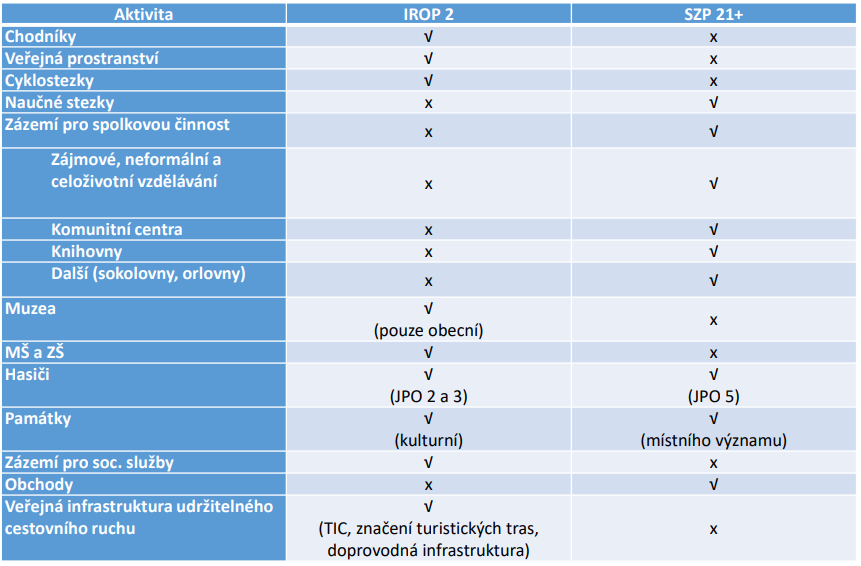 Aktivita IROP 2 SZP 21+
Chodníky √ x
Veřejná prostranství √ x
Cyklostezky √ x
Naučné stezky x √
Zázemí pro spolkovou činnost x √
Zájmové, neformální a
celoživotní vzdělávání x √
Komunitní centra x √
Knihovny x √
Další (sokolovny, orlovny) x √
Muzea √ x
(pouze obecní)
MŠ a ZŠ √ x
Hasiči √ √
(JPO 2 a 3) (JPO 5)
Památky √ √
(kulturní) (místního významu)
Zázemí pro soc. služby √ x
Obchody x √
Veřejná infrastruktura udržitelného √
cestovního ruchu (TIC, značení turistických tras, x
doprovodná infrastruktura)